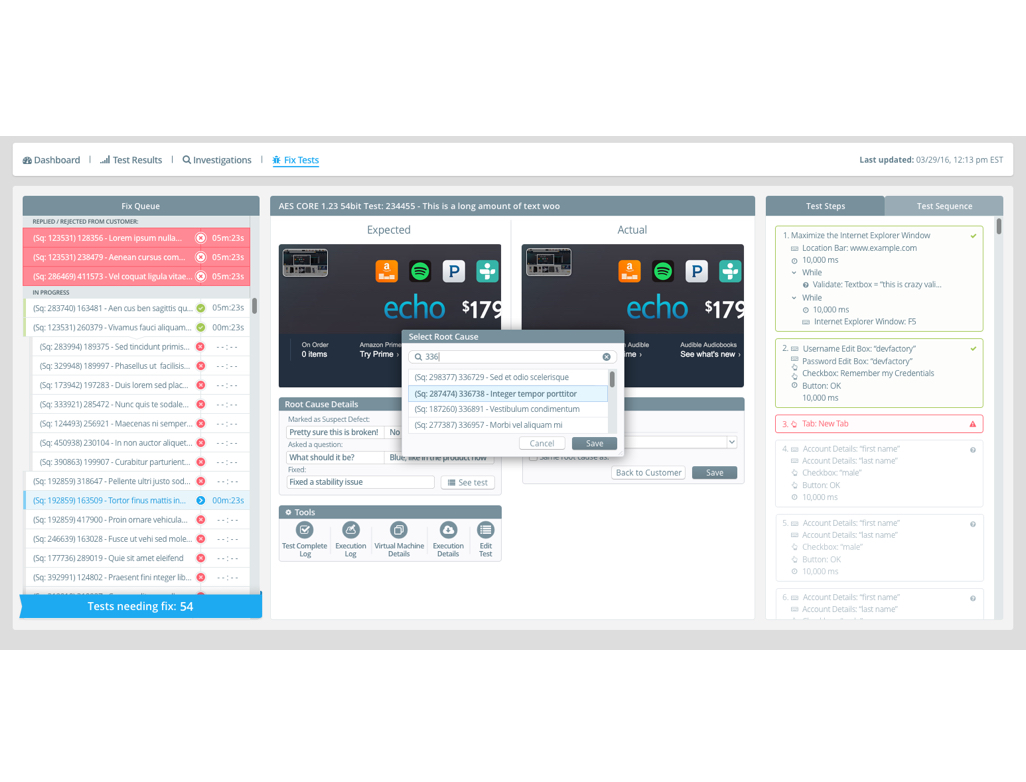 Dashboard | Test Results | Investigations | Fix Tests
Last updated: 03/29/16, 12:13 pm EST
Fix Queue
REPLIED / REJECTED FROM CUSTOMER:
(Sq: 123531) 128356 - Lorem ipsum nulla... 05m:23s
(Sq: 123531) 238479 - Aenean cursus com... 05m:23s
(Sq: 286469) 411573 - Vel coquat ligula vitae... 05m:23s
IN PROGRESS
(Sq: 283740) 163481 - Aen cus ben sagitis qu... 05m:23s
(Sq: 123531) 260379 - Vivamus fauci aliquam... 00m:23s
(Sq: 283994) 189375 - Sed tincidunt primis... --:--
(Sq: 329948) 189997 - Phasellus ut facilisis... --:--
(Sq: 173942) 197283 - Duis lorem sed plac... --:--
(Sq: 333921) 285472 - Nunc quis te sodale... --:--
(Sq: 124493) 256421 - Maecenas ni semper... --:--
(Sq: 450938) 230104 - In non auctor aliquet... --:--
(Sq: 390863) 199907 - Curabitur parturient... --:--
(Sq: 192859) 318647 - Pellente ultri justo sod... --:--
(Sq: 192859) 163509 - Tortor finus mattis in... 00m:23s
(Sq: 192859) 417900 - Proin ornare vehicula... --:--
(Sq: 246639) 163028 - Fusce ut vehi sed mole... --:--
(Sq: 177736) 289019 - Quie sit amet eleifend --:--
(Sq: 392991) 124802 - Praesent fini nteger lib... --:--
Tests needing fix: 54
AES CORE 1.23 54bit Test: 234455 - This is a long amount of text woo
Expected
Actual
echo $179
On Order
0 items
Amazon Prime
Try Prime ›
echo $179
Audible
ime ›
Audible Audiobooks
See what's new ›
Select Root Cause
336
(Sq: 298377) 336729 - Sed et odio scelerisque
(Sq: 287474) 336738 - Integer tempor porttitor
(Sq: 187260) 336891 - Vestibulum condimentum
(Sq: 277387) 336957 - Morbi vel aliquam mi
Cancel
Save
Root Cause Details
Marked as Suspect Defect:
Pretty sure this is broken! No
Asked a question:
What should it be? Blue, like in the product now
Fixed:
Fixed a stability issue
See test
Same root cause as:
Back to Customer
Save
Tools
Test Complete Log
Execution Log
Virtual Machine Details
Execution Details
Edit Test
Test Steps
Test Sequence
1. Maximize the Internet Explorer Window
Location Bar: www.example.com
10,000 ms
While
Validate: Textbox = "this is crazy vali...
While
10,000 ms
Internet Explorer Window: F5
2. Username Edit Box: "devfactory"
Password Edit Box: "devfactory"
Checkbox: Remember my Credentials
Button: OK
10,000 ms
3. Tab: New Tab
4. Account Details: "first name"
Account Details: "last name"
Checkbox: "male"
Button: OK
10,000 ms
5. Account Details: "first name"
Account Details: "last name"
Checkbox: "male"
Button: OK
10,000 ms
6. Account Details: "first name"
Account Details: "last name"